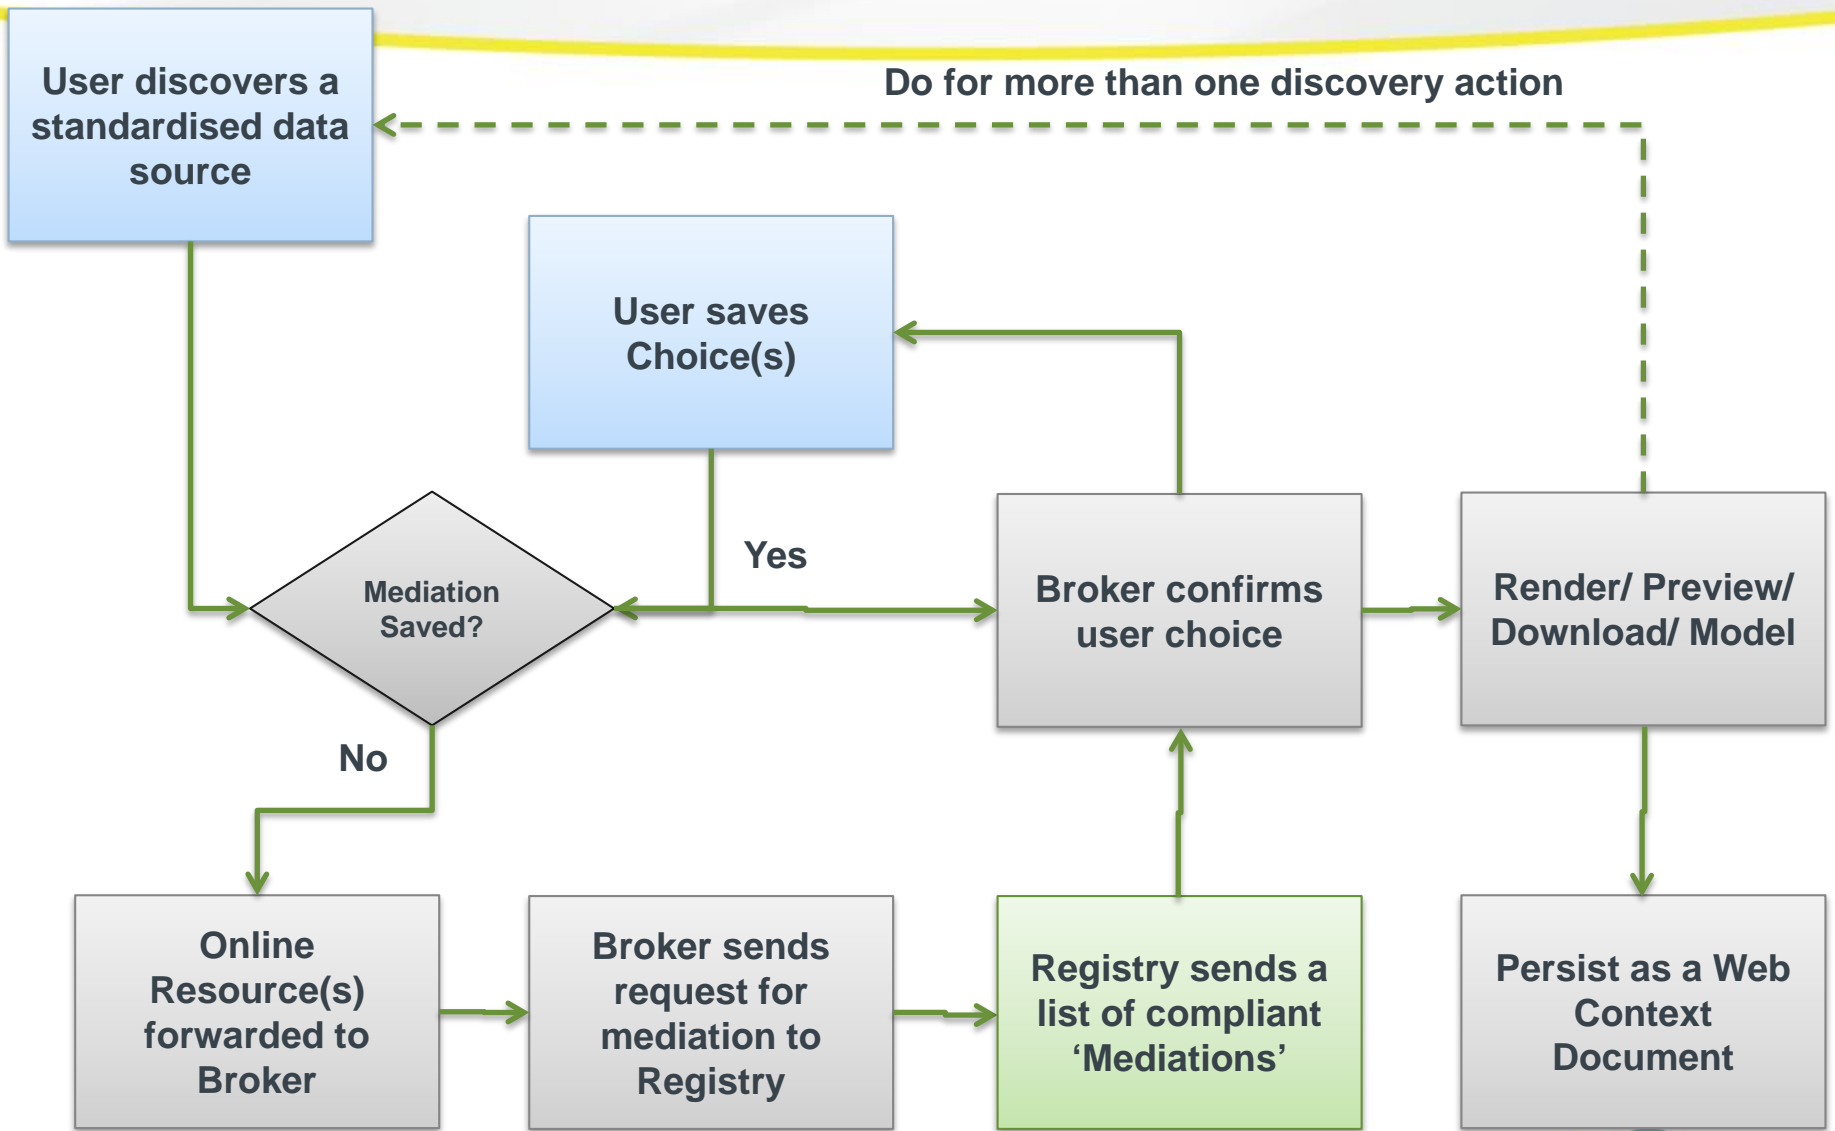 User discovers a
standardised data
source
Do for more than one discovery action
User saves
Choice(s)
Mediation
Saved?
Yes
Broker confirms
user choice
Render/ Preview/
Download/ Model
No
Online
Resource(s)
forwarded to
Broker
Broker sends
request for
mediation to
Registry
Registry sends a
list of compliant
‘Mediations’
Persist as a Web
Context
Document